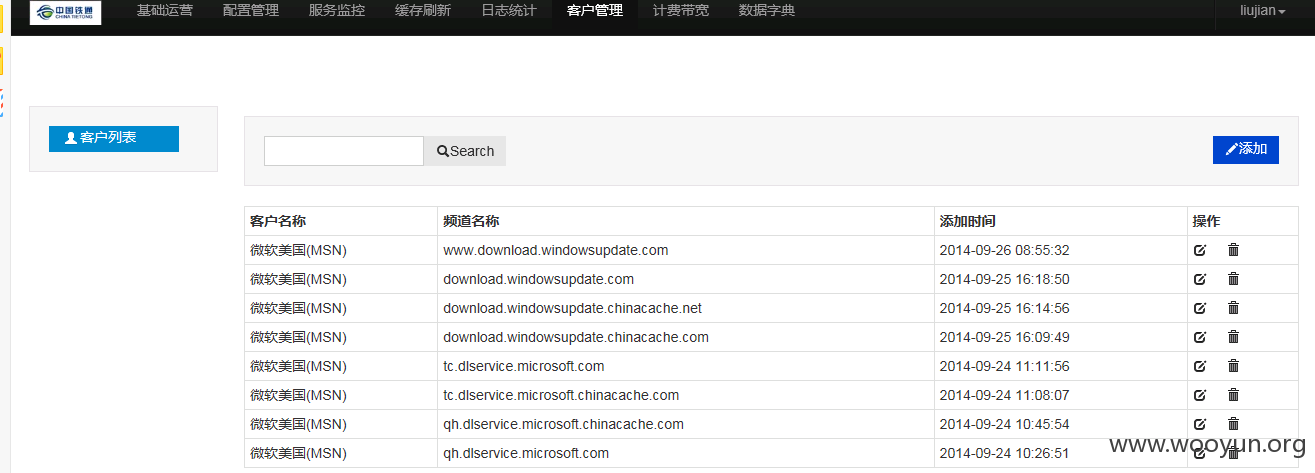 中国铁通 CHINA TIETONG 基础运营 配置管理 服务监控 缓存刷新 日志统计 客户管理 计费带宽 数据字典 liujian
客户列表
Search 添加
客户名称 频道名称 添加时间 操作
微软美国(MSN) www.download.windowsupdate.com 2014-09-26 08:55:32
微软美国(MSN) download.windowsupdate.com 2014-09-25 16:18:50
微软美国(MSN) download.windowsupdate.chinacache.net 2014-09-25 16:14:56
微软美国(MSN) download.windowsupdate.chinacache.com 2014-09-25 16:09:49
微软美国(MSN) tc.dlservice.microsoft.com 2014-09-24 11:11:56
微软美国(MSN) tc.dlservice.microsoft.chinacache.com 2014-09-24 11:08:07
微软美国(MSN) qh.dlservice.microsoft.chinacache.com 2014-09-24 10:45:54
微软美国(MSN) qh.dlservice.microsoft.com 2014-09-24 10:26:51
www.wooyun.org